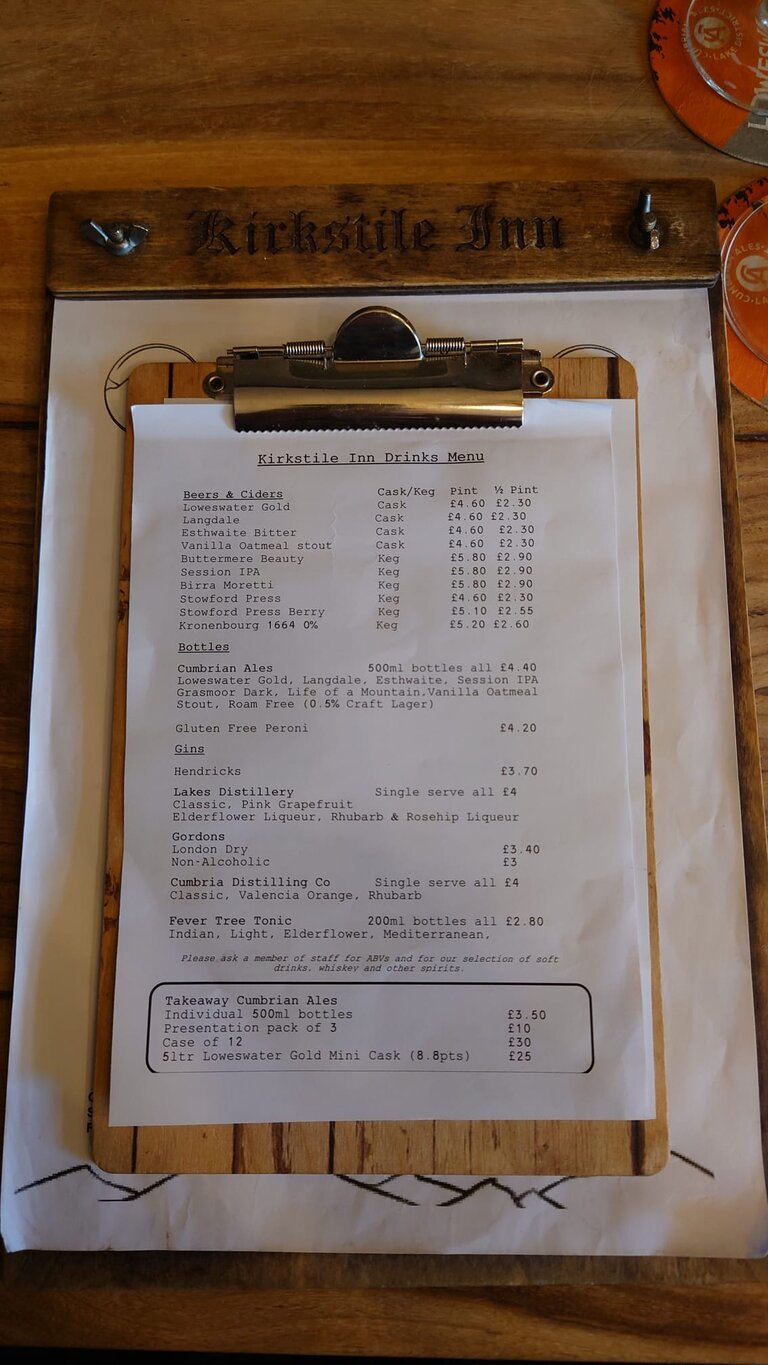 LOWES
Kirkstile Inn
Kirkstile Inn Drinks Menu
Beers & Ciders Cask/Keg Pint ½ Pint
Loweswater Gold Cask £4.60 £2.30
Langdale Cask £4.60 £2.30
Esthwaite Bitter Cask £4.60 £2.30
Vanilla Oatmeal stout Cask £4.60 £2.30
Buttermere Beauty Keg £5.80 £2.90
Session IPA Keg £5.80 £2.90
Birra Moretti Keg £5.80 £2.90
Stowford Press Keg £4.60 £2.30
Stowford Press Berry Keg £5.10 £2.55
Kronenbourg 1664 0% Keg £5.20 £2.60
Bottles
Cumbrian Ales 500ml bottles all £4.40
Loweswater Gold, Langdale, Esthwaite, Session IPA
Grasmoor Dark, Life of a Mountain,Vanilla Oatmeal
Stout, Roam Free (0.5% Craft Lager)
Gluten Free Peroni £4.20
Gins
Hendricks £3.70
Lakes Distillery Single serve all £4
Classic, Pink Grapefruit
Elderflower Liqueur, Rhubarb & Rosehip Liqueur
Gordons
London Dry £3.40
Non-Alcoholic £3
Cumbria Distilling Co Single serve all £4
Classic, Valencia Orange, Rhubarb
Fever Tree Tonic 200ml bottles all £2.80
Indian, Light, Elderflower, Mediterranean,
Please ask a member of staff for ABVs and for our selection of soft
drinks, whiskey and other spirits.
Takeaway Cumbrian Ales
Individual 500ml bottles £3.50
Presentation pack of 3 £10
Case of 12 £30
5ltr Loweswater Gold Mini Cask (8.8pts) £25